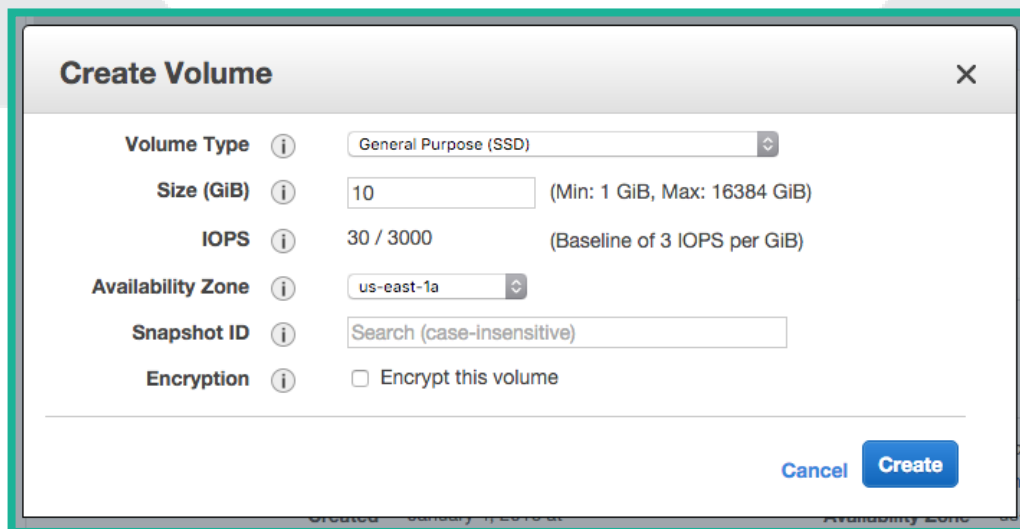 Create Volume ×
Volume Type i General Purpose (SSD)
Size (GiB) i 10 (Min: 1 GiB, Max: 16384 GiB)
IOPS i 30 / 3000 (Baseline of 3 IOPS per GiB)
Availability Zone i us-east-1a
Snapshot ID i Search (case-insensitive)
Encryption i Encrypt this volume
Cancel Create